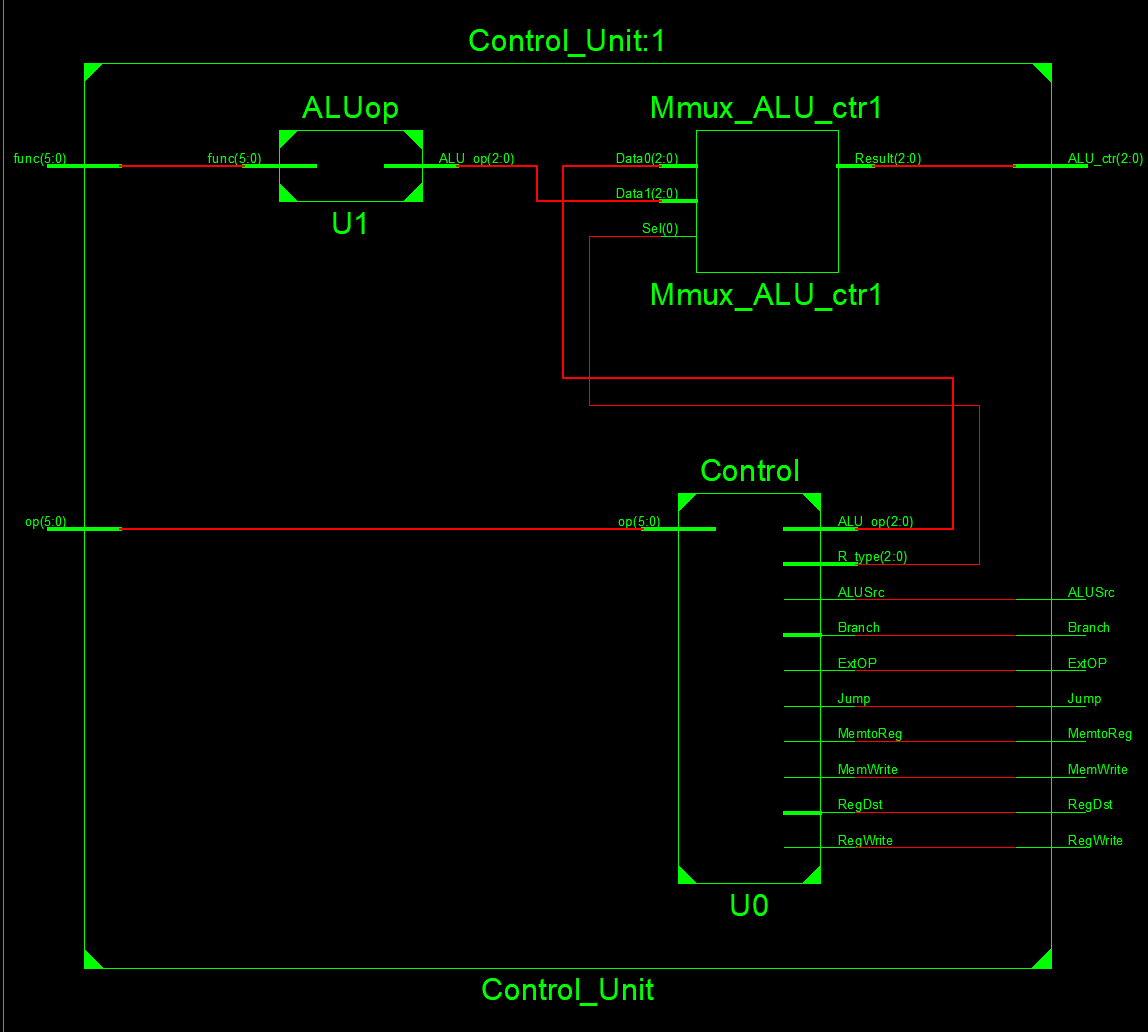 Control_Unit:1
ALUop
Mmux_ALU_ctr1
func(5:0)
func(5:0)
ALU_op(2:0)
Data0(2:0)
Result(2:0)
ALU_ctr(2:0)
Data1(2:0)
Sel(0)
U1
Mmux_ALU_ctr1
Control
op(5:0)
op(5:0)
ALU_op(2:0)
R_type(2:0)
ALUSrc
ALUSrc
Branch
Branch
ExtOP
ExtOP
Jump
Jump
MemtoReg
MemtoReg
MemWrite
MemWrite
RegDst
RegDst
RegWrite
RegWrite
U0
Control_Unit